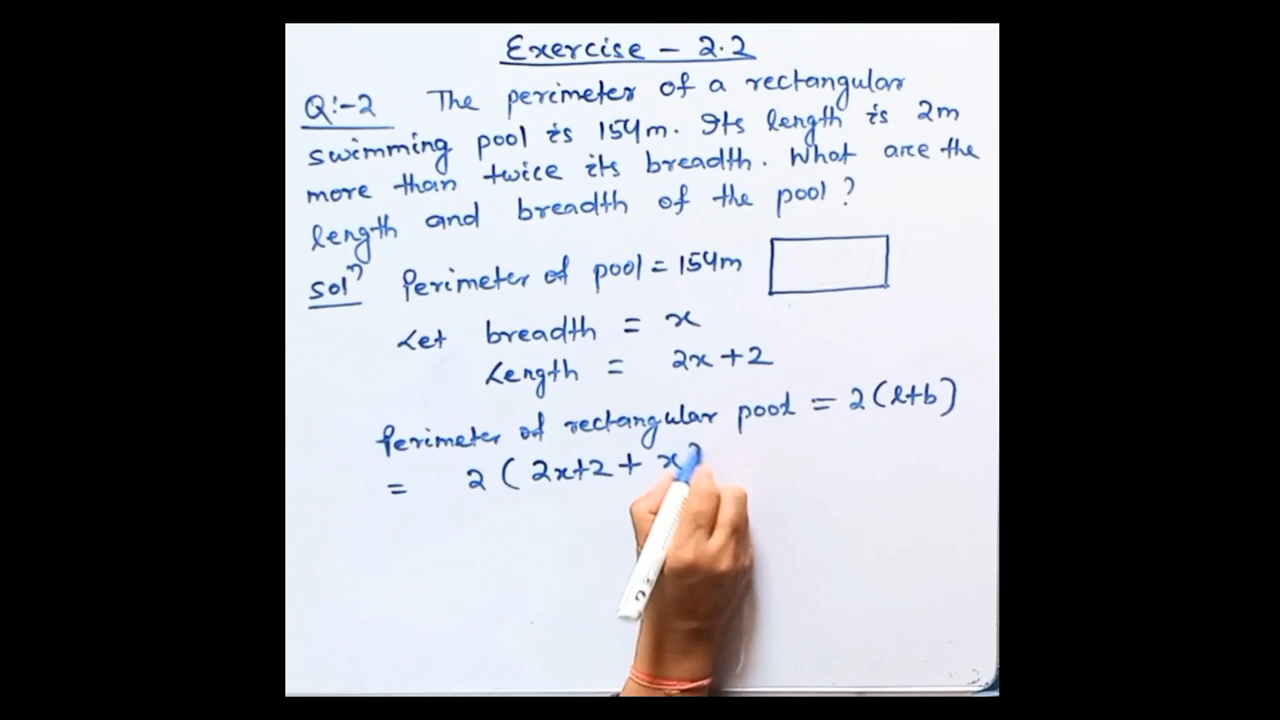 Exercise - 2.2
Q:-2 The perimeter of a rectangular
swimming pool is 154m. Its length is 2m
more than twice its breadth. What are the
length and breadth of the pool?
Solⁿ Perimeter of pool = 154m
Let breadth = x
Length = 2x+2
Perimeter of rectangular pool = 2(l+b)
= 2(2x+2+x)